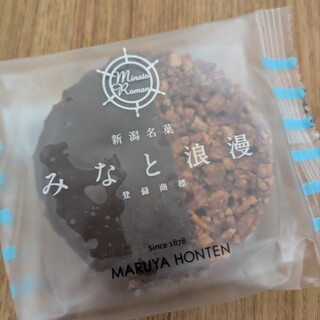 Minato
Roman
新潟名菓
みなと浪漫
登録商標
Since 1878
MARUYA HONTEN